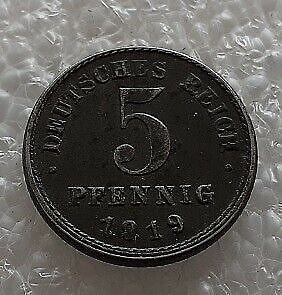 DEUTSCHES REICH
5
PFENNIG
1919